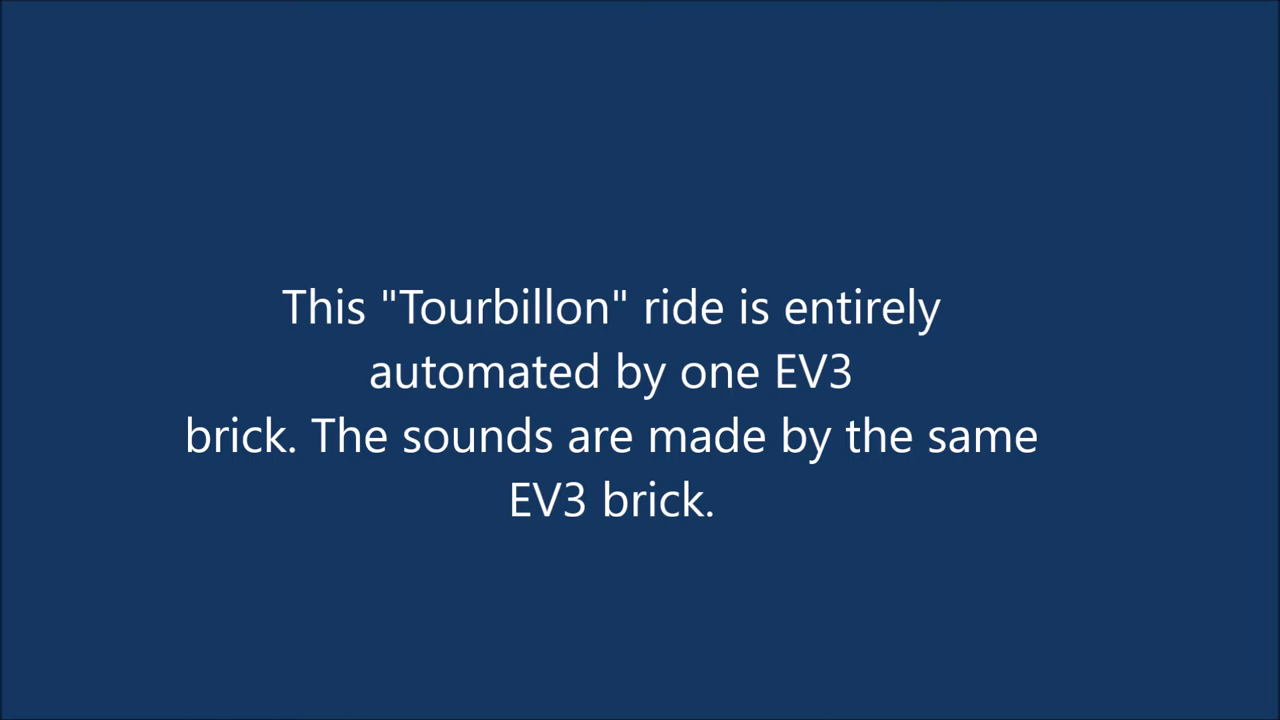 This "Tourbillon" ride is entirely
automated by one EV3
brick. The sounds are made by the same
EV3 brick.